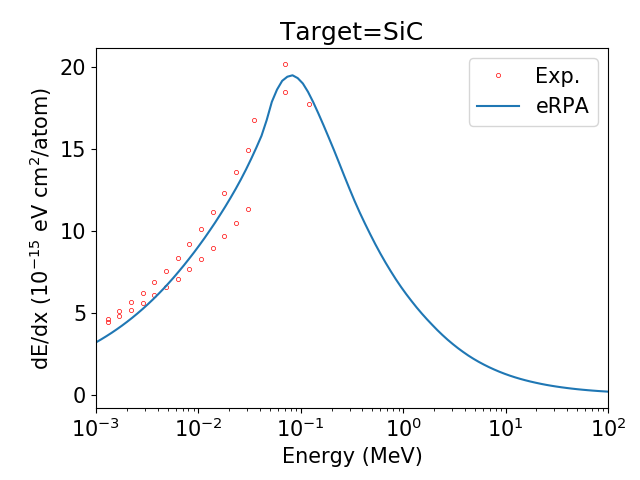 Target=SiC
dE/dx (10⁻¹⁵ eV cm²/atom)
20
15
10
5
0
Exp.
eRPA
10⁻³ 10⁻² 10⁻¹ 10⁰ 10¹ 10²
Energy (MeV)